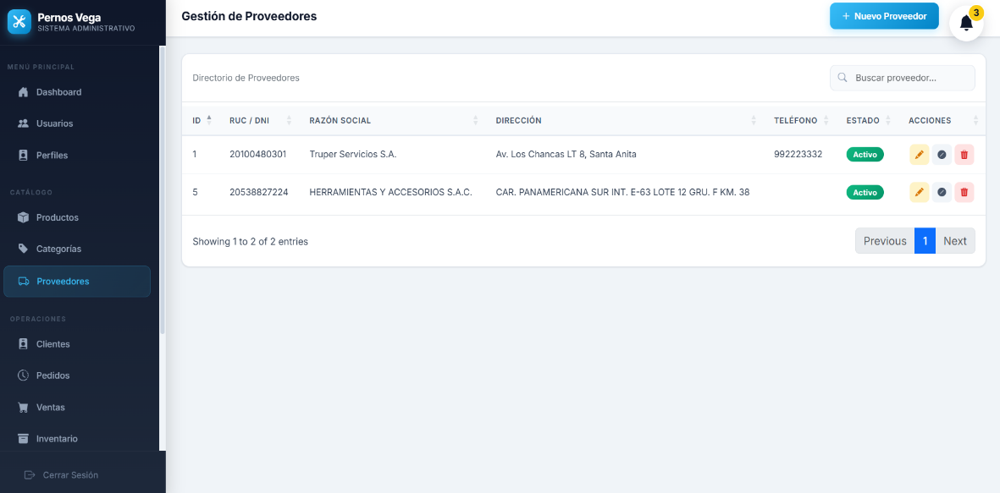 Pernos Vega
SISTEMA ADMINISTRATIVO
MENÚ PRINCIPAL
Dashboard
Usuarios
Perfiles
CATÁLOGO
Productos
Categorías
Proveedores
OPERACIONES
Clientes
Pedidos
Ventas
Inventario
Cerrar Sesión
Gestión de Proveedores
+ Nuevo Proveedor
3
Directorio de Proveedores
Buscar proveedor...
ID RUC / DNI RAZÓN SOCIAL DIRECCIÓN TELÉFONO ESTADO ACCIONES
1 20100480301 Truper Servicios S.A. Av. Los Chancas LT 8, Santa Anita 992223332 Activo
5 20538827224 HERRAMIENTAS Y ACCESORIOS S.A.C. CAR. PANAMERICANA SUR INT. E-63 LOTE 12 GRU. F KM. 38 Activo
Showing 1 to 2 of 2 entries
Previous 1 Next